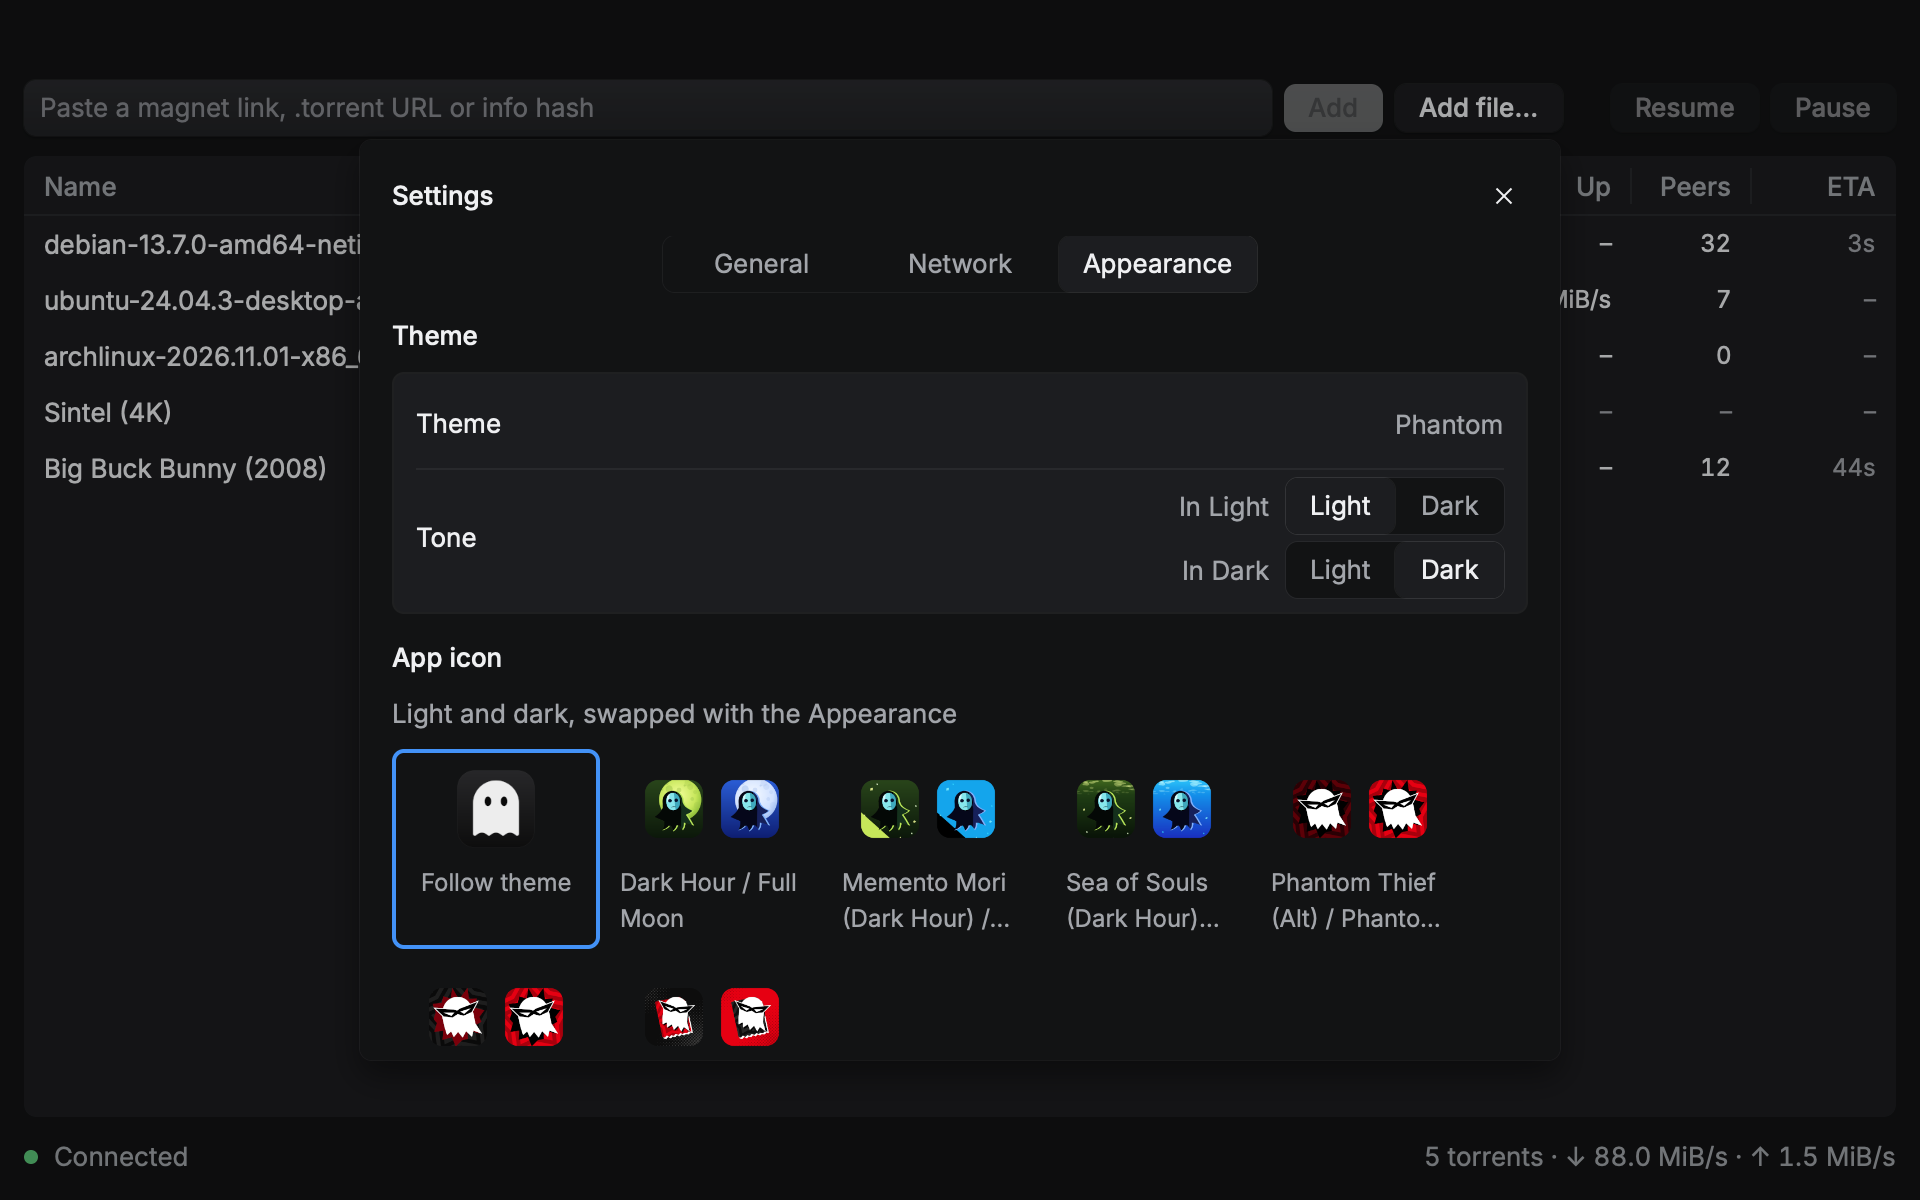 Paste a magnet link, .torrent URL or info hash
Add
Add file...
Resume
Pause
Name
Up
Peers
ETA
debian-13.7.0-amd64-neti
–
32
3s
ubuntu-24.04.3-desktop-a
MiB/s
7
–
archlinux-2026.11.01-x86_6
–
0
–
Sintel (4K)
–
–
–
Big Buck Bunny (2008)
–
12
44s
Settings
General
Network
Appearance
Theme
Theme
Phantom
Tone
In Light
Light
Dark
In Dark
Light
Dark
App icon
Light and dark, swapped with the Appearance
Follow theme
Dark Hour / Full
Moon
Memento Mori
(Dark Hour) /...
Sea of Souls
(Dark Hour)...
Phantom Thief
(Alt) / Phanto...
Connected
5 torrents · ↓ 88.0 MiB/s · ↑ 1.5 MiB/s